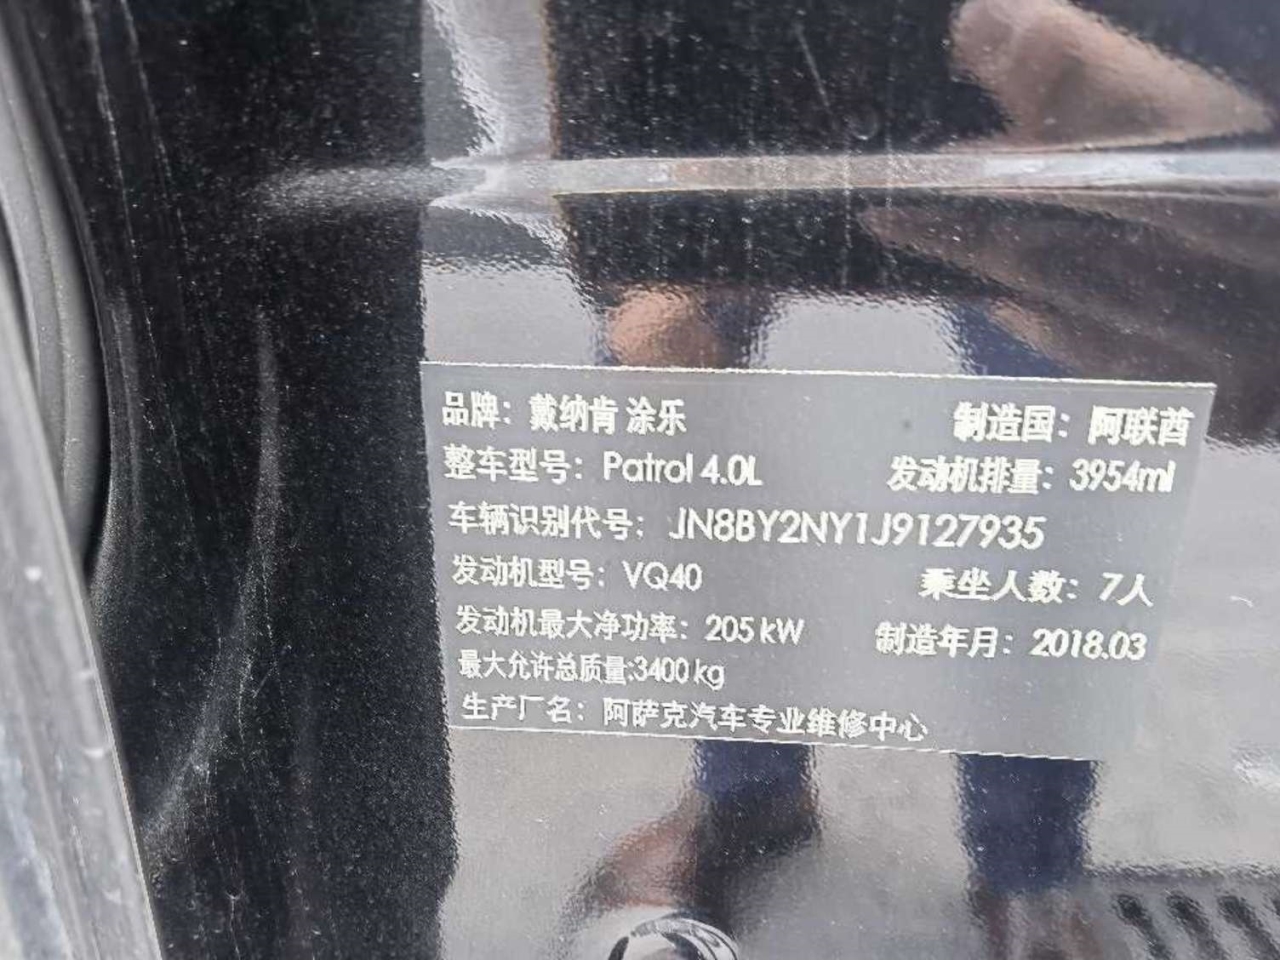 品牌：戴纳肯 涂乐 制造国：阿联酋
整车型号：Patrol 4.0L 发动机排量：3954ml
车辆识别代号：JN8BY2NY1J9127935
发动机型号：VQ40 乘坐人数：7人
发动机最大净功率：205kW 制造年月：2018.03
最大允许总质量:3400kg
生产厂名：阿萨克汽车专业维修中心